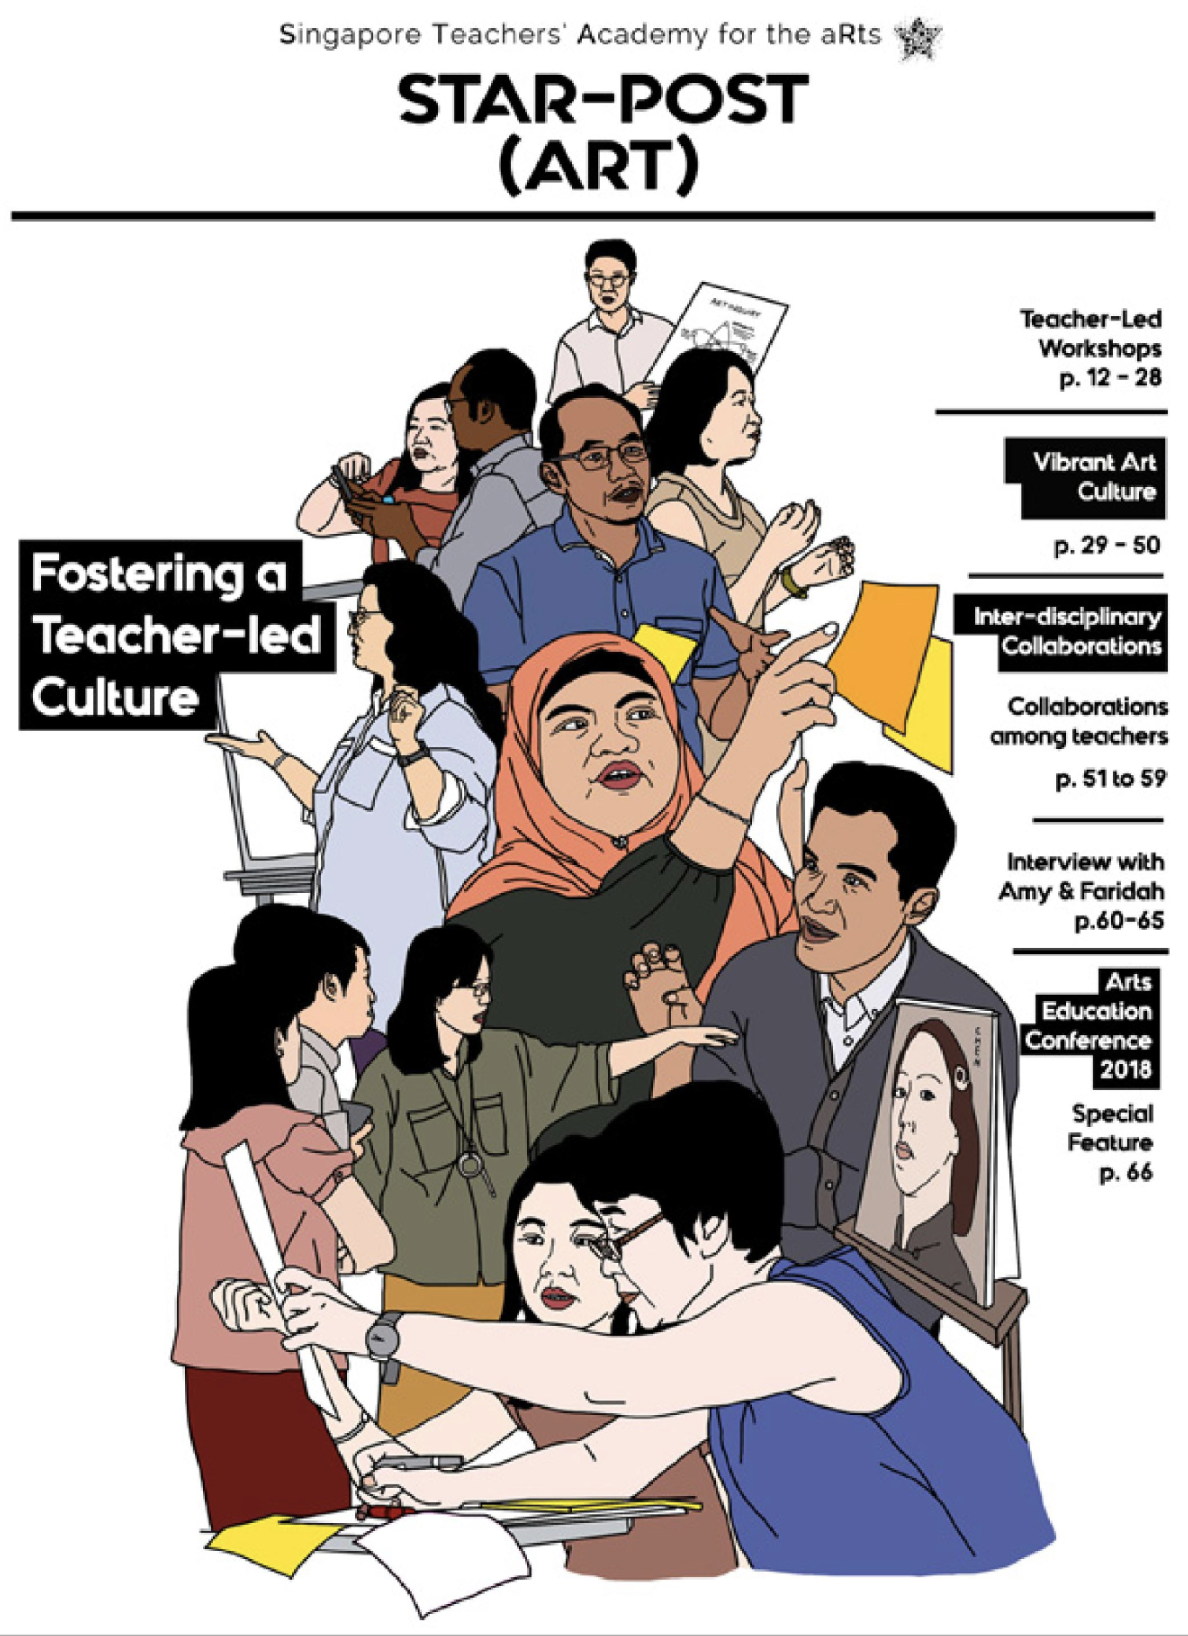 Singapore Teachers' Academy for the aRts
STAR-POST
(ART)
ART INQUIRY
Teacher-Led
Workshops
p. 12 - 28
Vibrant Art
Culture
p. 29 - 50
Fostering a
Teacher-led
Culture
Inter-disciplinary
Collaborations
Collaborations
among teachers
p. 51 to 59
Interview with
Amy & Faridah
p.60-65
Arts
Education
Conference
2018
Special
Feature
p. 66